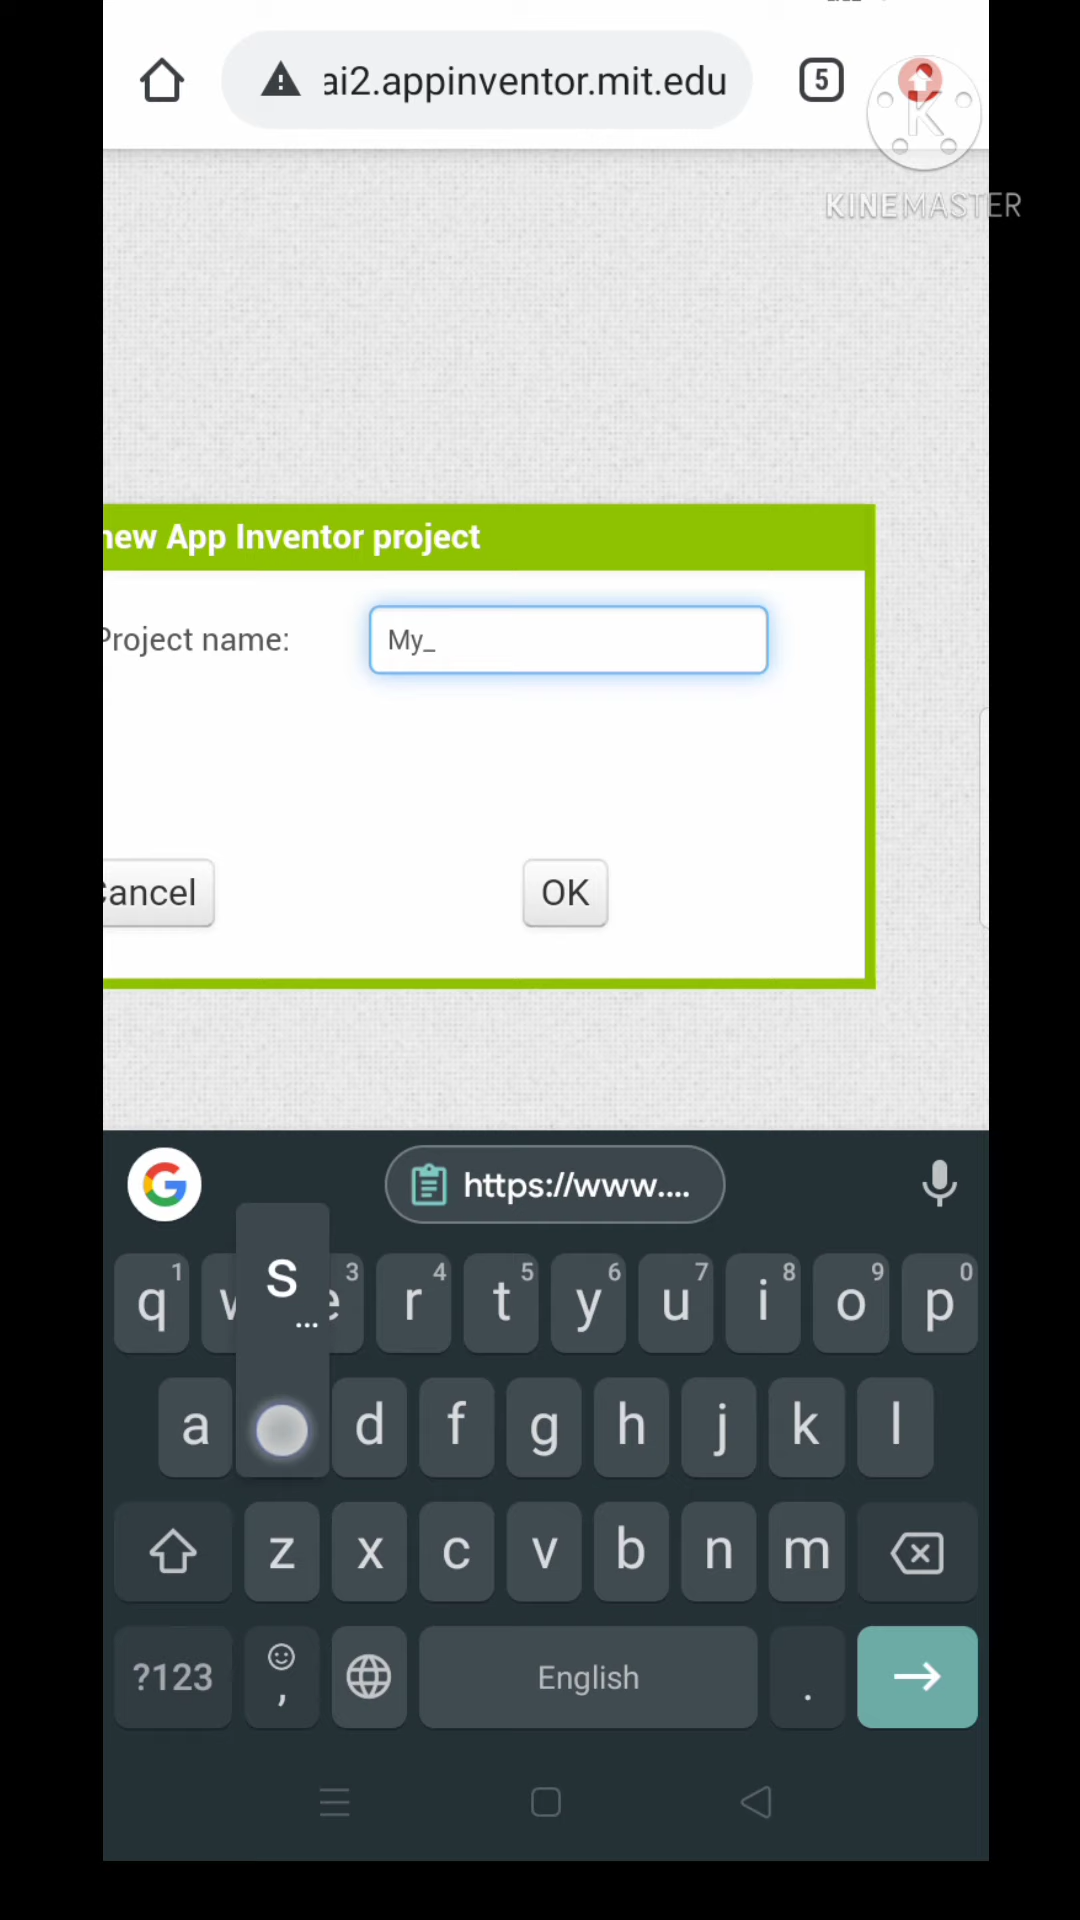 ai2.appinventor.mit.edu
5
K
KINEMASTER
new App Inventor project
Project name:
My_
Cancel
OK
https://www....
s
...
q 1 w e 3 r 4 t 5 y 6 u 7 i 8 o 9 p 0
a d f g h j k l
z x c v b n m
?123 , English .